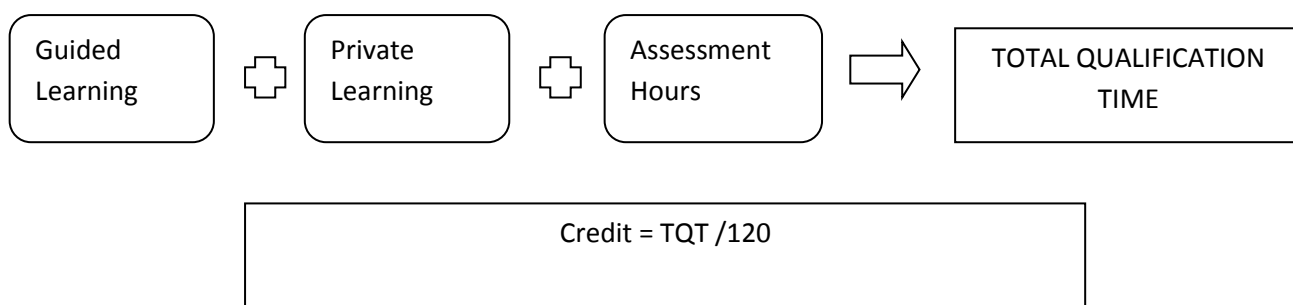 Guided
Learning
Private
Learning
Assessment
Hours
TOTAL QUALIFICATION
TIME
Credit = TQT /120